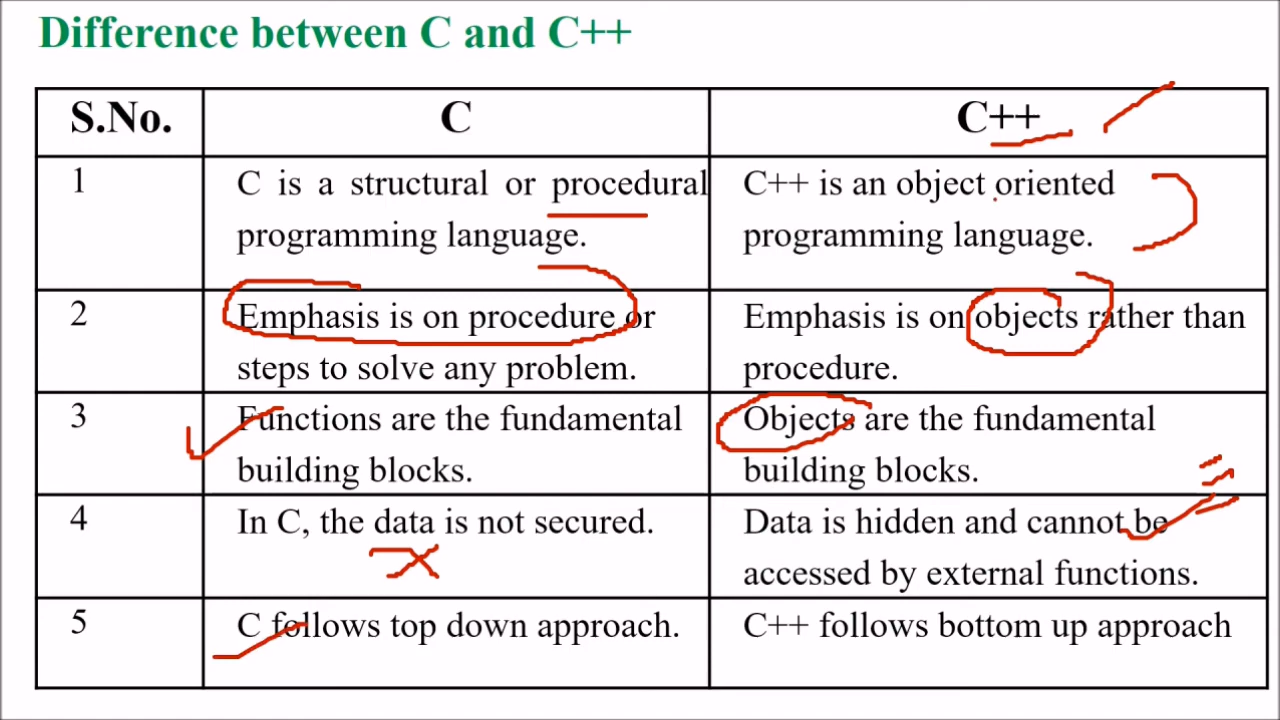 Difference between C and C++
S.No. C C++
1 C is a structural or procedural C++ is an object oriented
programming language. programming language.
2 Emphasis is on procedure or Emphasis is on objects rather than
steps to solve any problem. procedure.
3 Functions are the fundamental Objects are the fundamental
building blocks. building blocks.
4 In C, the data is not secured. Data is hidden and cannot be
accessed by external functions.
5 C follows top down approach. C++ follows bottom up approach